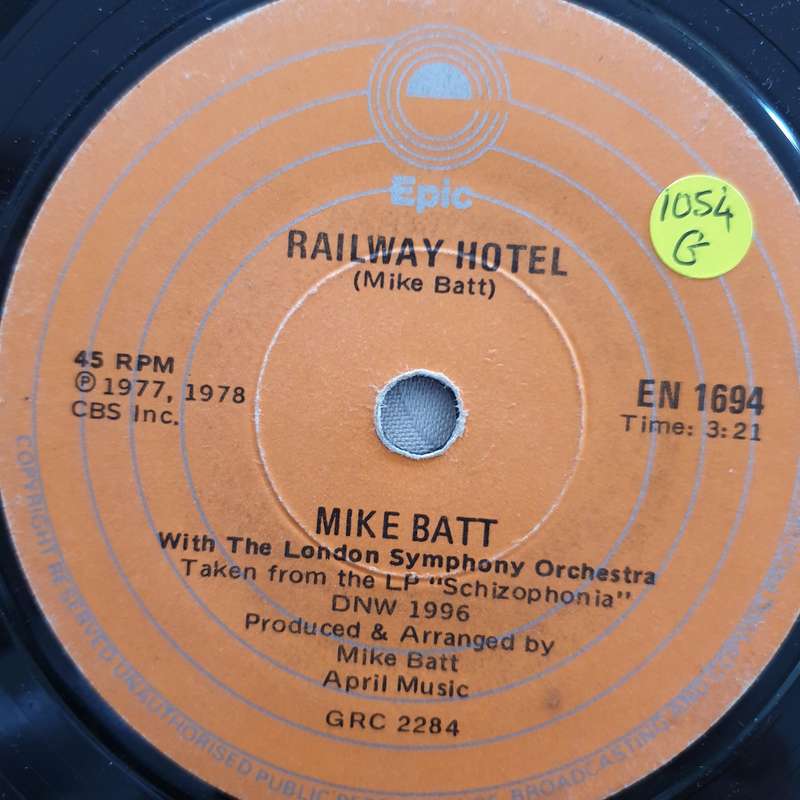 Epic
RAILWAY HOTEL
(Mike Batt)
1054
G
45 RPM
℗ 1977, 1978
CBS Inc.
EN 1694
Time: 3:21
MIKE BATT
With The London Symphony Orchestra
Taken from the LP "Schizophonia"
DNW 1996
Produced & Arranged by
Mike Batt
April Music
GRC 2284
COPYRIGHT RESERVED UNAUTHORISED PUBLIC BROADCASTING AND